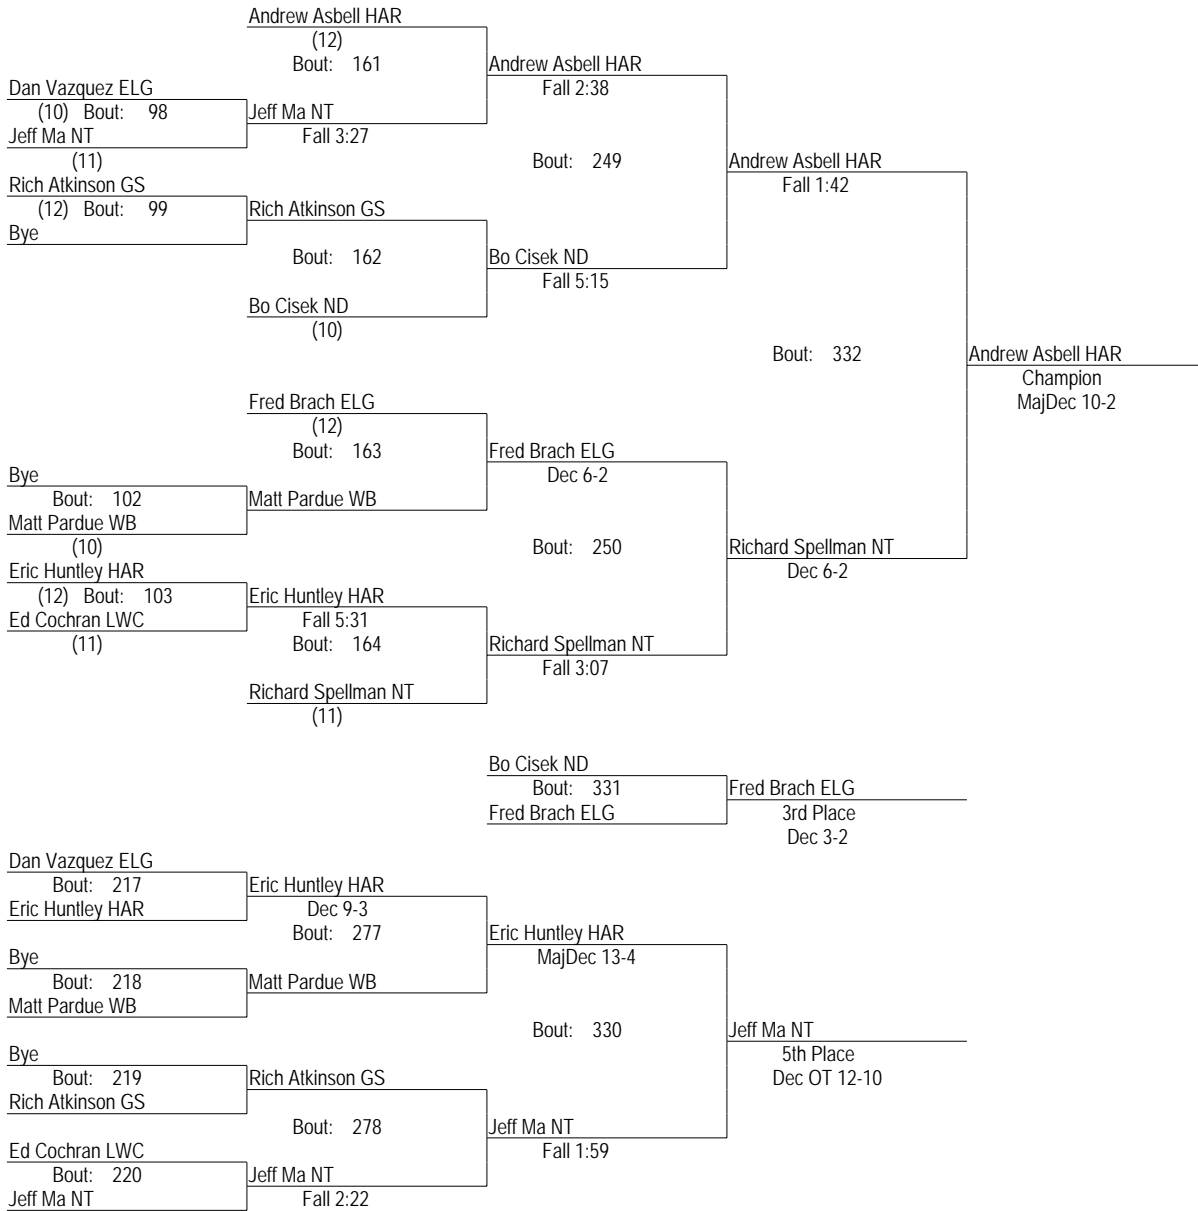 Andrew Asbell HAR
(12)
Bout: 161
Andrew Asbell HAR
Fall 2:38
Dan Vazquez ELG
(10) Bout: 98
Jeff Ma NT
Jeff Ma NT
Fall 3:27
(11)
Bout: 249
Andrew Asbell HAR
Fall 1:42
Rich Atkinson GS
(12) Bout: 99
Rich Atkinson GS
Bye
Bout: 162
Bo Cisek ND
Fall 5:15
Bo Cisek ND
(10)
Bout: 332
Andrew Asbell HAR
Champion
MajDec 10-2
Fred Brach ELG
(12)
Bout: 163
Fred Brach ELG
Dec 6-2
Bye
Bout: 102
Matt Pardue WB
Matt Pardue WB
(10)
Bout: 250
Richard Spellman NT
Dec 6-2
Eric Huntley HAR
(12) Bout: 103
Eric Huntley HAR
Ed Cochran LWC
Fall 5:31
(11)
Bout: 164
Richard Spellman NT
Fall 3:07
Richard Spellman NT
(11)
Bo Cisek ND
Bout: 331
Fred Brach ELG
Fred Brach ELG
3rd Place
Dec 3-2
Dan Vazquez ELG
Bout: 217
Eric Huntley HAR
Eric Huntley HAR
Dec 9-3
Bout: 277
Eric Huntley HAR
MajDec 13-4
Bye
Bout: 218
Matt Pardue WB
Matt Pardue WB
Bout: 330
Jeff Ma NT
5th Place
Dec OT 12-10
Bye
Bout: 219
Rich Atkinson GS
Rich Atkinson GS
Bout: 278
Jeff Ma NT
Fall 1:59
Ed Cochran LWC
Bout: 220
Jeff Ma NT
Jeff Ma NT
Fall 2:22